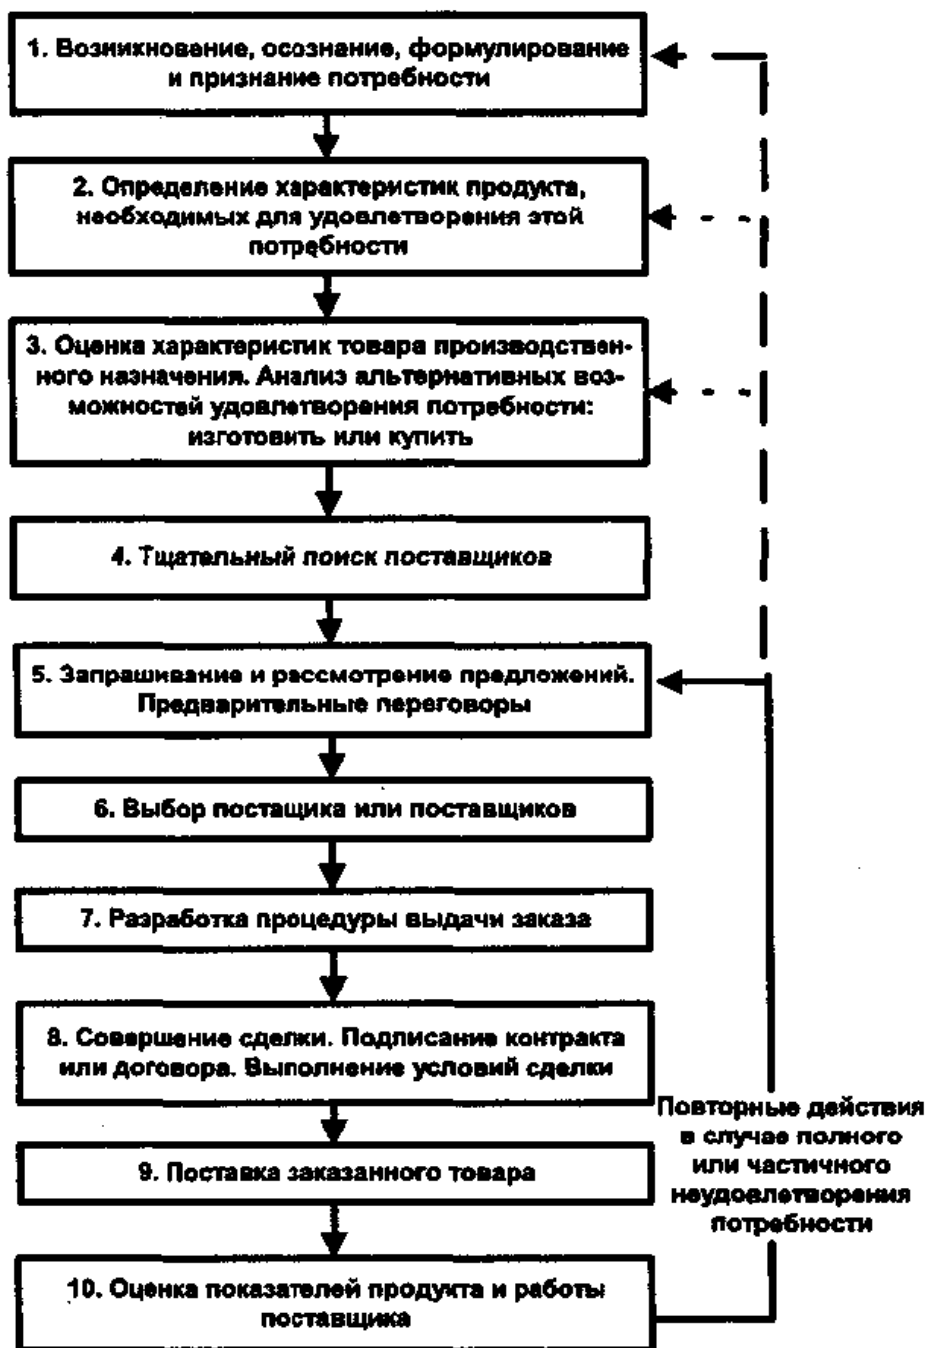 1. Возникновение, осознание, формулирование
и признание потребности
2. Определение характеристик продукта,
необходимых для удовлетворения этой
потребности
3. Оценка характеристик товара производствен-
ного назначения. Анализ альтернативных воз-
можностей удовлетворения потребности:
изготовить или купить
4. Тщательный поиск поставщиков
5. Запрашивание и рассмотрение предложений.
Предварительные переговоры
6. Выбор постащика или поставщиков
7. Разработка процедуры выдачи заказа
8. Совершение сделки. Подписание контракта
или договора. Выполнение условий сделки
Повторные действия
в случае полного
или частичного
неудовлетворения
потребности
9. Поставка заказанного товара
10. Оценка показателей продукта и работы
поставщика